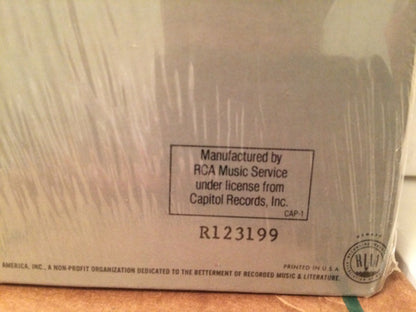 Manufactured by
RCA Music Service
under license from
Capitol Records, Inc.
CAP-1
R123199
PRINTED IN U.S.A.
AMERICA, INC., A NON-PROFIT ORGANIZATION DEDICATED TO THE BETTERMENT OF RECORDED MUSIC & LITERATURE.